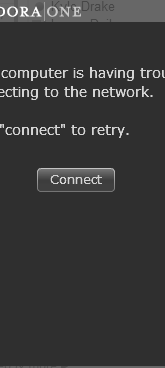 DORA|ONE
computer is having trou
ecting to the network.
"connect" to retry.
Connect